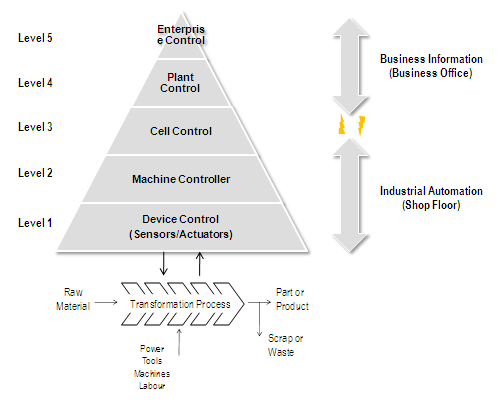 Level 5
Enterpris
e Control
Business Information
(Business Office)
Level 4
Plant
Control
Level 3
Cell Control
Level 2
Machine Controller
Industrial Automation
(Shop Floor)
Level 1
Device Control
(Sensors/Actuators)
Raw
Material
Transformation Process
Part or
Product
Scrap or
Waste
Power
Tools
Machines
Labour